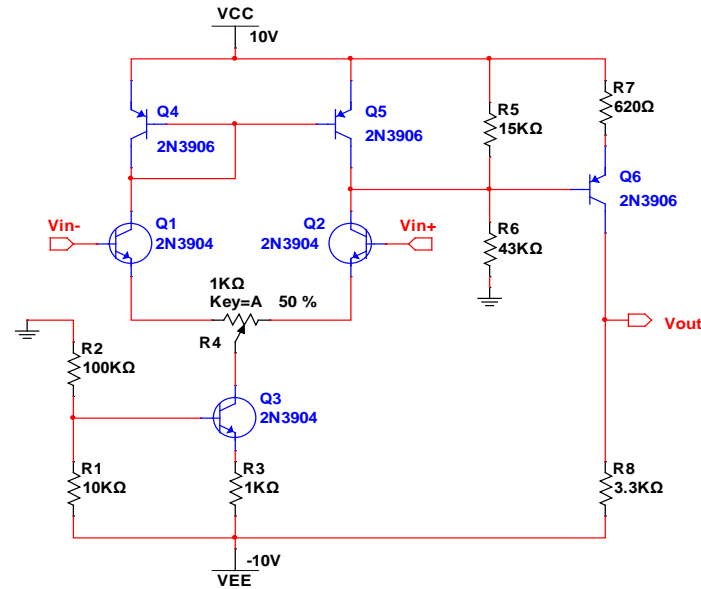 VCC
10V
Q4
2N3906
Q5
2N3906
R5
15KΩ
R7
620Ω
Q6
2N3906
Vin-
Q1
2N3904
Q2
2N3904
Vin+
R6
43KΩ
1KΩ
Key=A 50 %
R4
Vout
R2
100KΩ
Q3
2N3904
R1
10KΩ
R3
1KΩ
R8
3.3KΩ
-10V
VEE